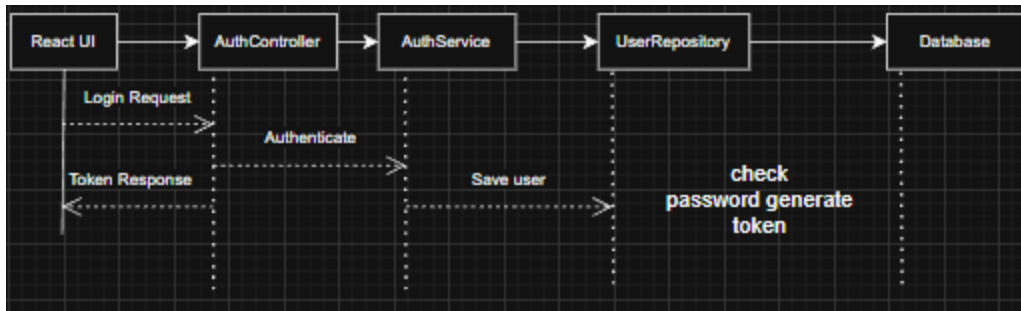 React UI
AuthController
AuthService
UserRepository
Database
Login Request
Authenticate
Token Response
Save user
check
password generate
token